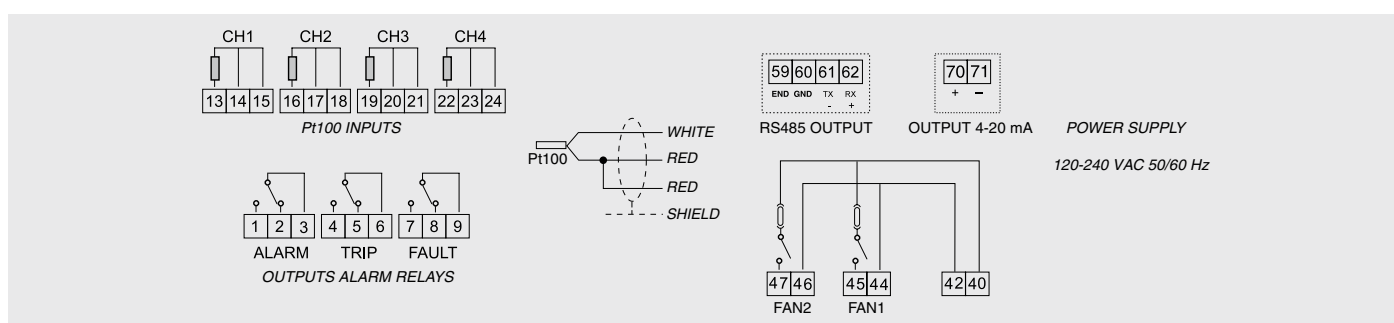 CH1 CH2 CH3 CH4
13 14 15 16 17 18 19 20 21 22 23 24
Pt100 INPUTS
1 2 3 4 5 6 7 8 9
ALARM TRIP FAULT
OUTPUTS ALARM RELAYS
Pt100
WHITE
RED
RED
SHIELD
59 60 61 62
END GND TX RX
- +
RS485 OUTPUT
70 71
+ −
OUTPUT 4-20 mA
POWER SUPPLY
120-240 VAC 50/60 Hz
47 46 45 44 42 40
FAN2 FAN1